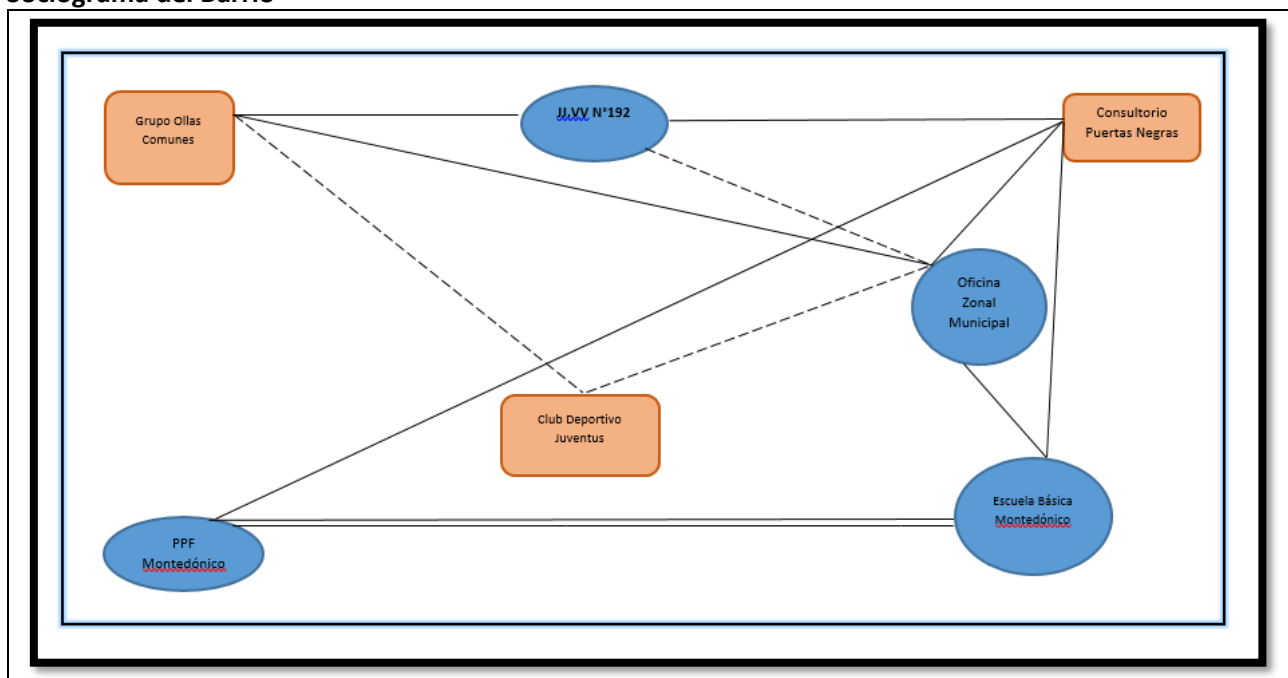 Sociograma del Barrio
Grupo Ollas
Comunes
JJ.VV N°192
Consultorio
Puertas Negras
Oficina
Zonal
Municipal
Club Deportivo
Juventus
Escuela Básica
Montedónico
PPF
Montedónico